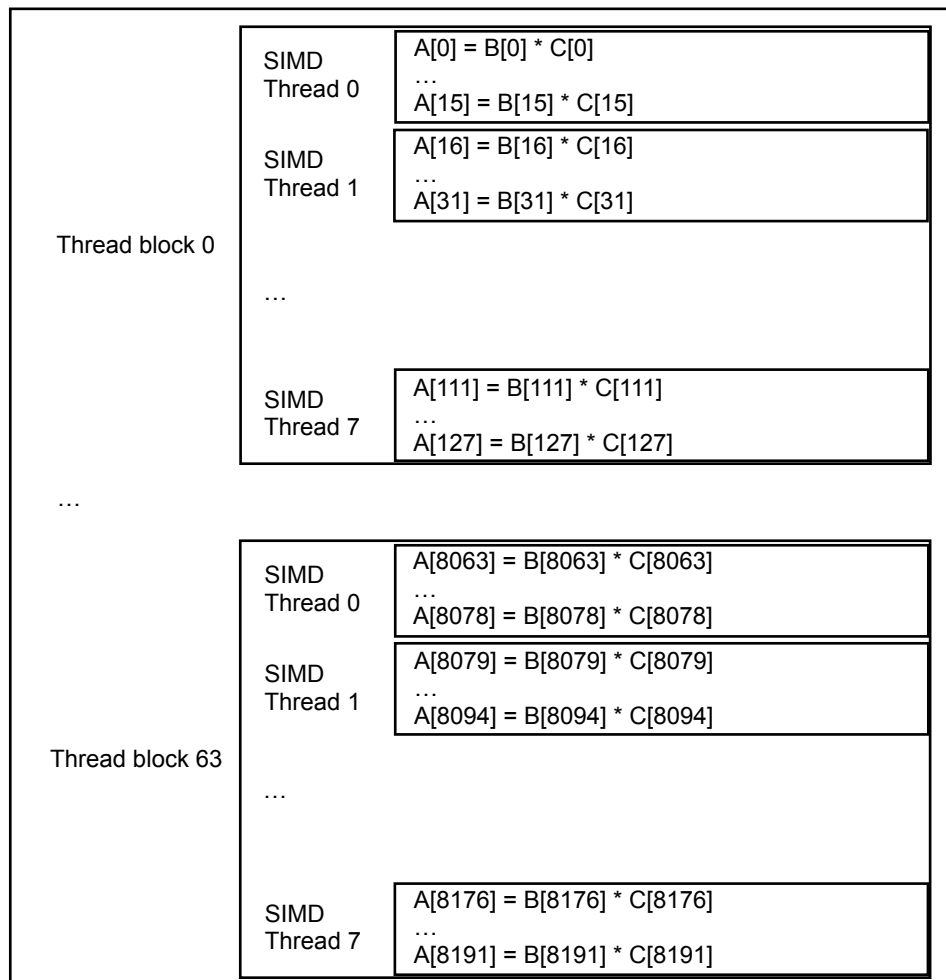 SIMD
Thread 0
A[0] = B[0] * C[0]
…
A[15] = B[15] * C[15]
SIMD
Thread 1
A[16] = B[16] * C[16]
…
A[31] = B[31] * C[31]
Thread block 0
…
SIMD
Thread 7
A[111] = B[111] * C[111]
…
A[127] = B[127] * C[127]
…
SIMD
Thread 0
A[8063] = B[8063] * C[8063]
…
A[8078] = B[8078] * C[8078]
SIMD
Thread 1
A[8079] = B[8079] * C[8079]
…
A[8094] = B[8094] * C[8094]
Thread block 63
…
SIMD
Thread 7
A[8176] = B[8176] * C[8176]
…
A[8191] = B[8191] * C[8191]